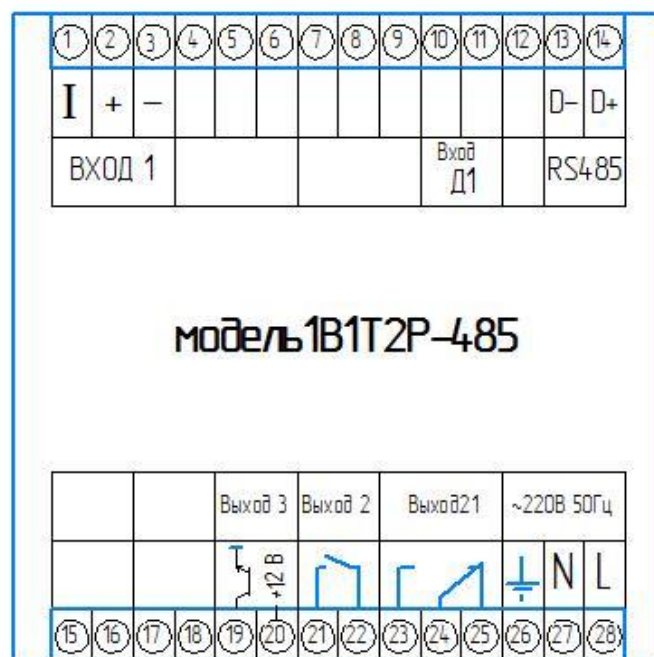 1 2 3 4 5 6 7 8 9 10 11 12 13 14
I + − D− D+
ВХОД 1 Вход Д1 RS485
модель1В1Т2Р-485
Выход 3 Выход 2 Выход21 ~220В 50Гц
+12 В N L
15 16 17 18 19 20 21 22 23 24 25 26 27 28